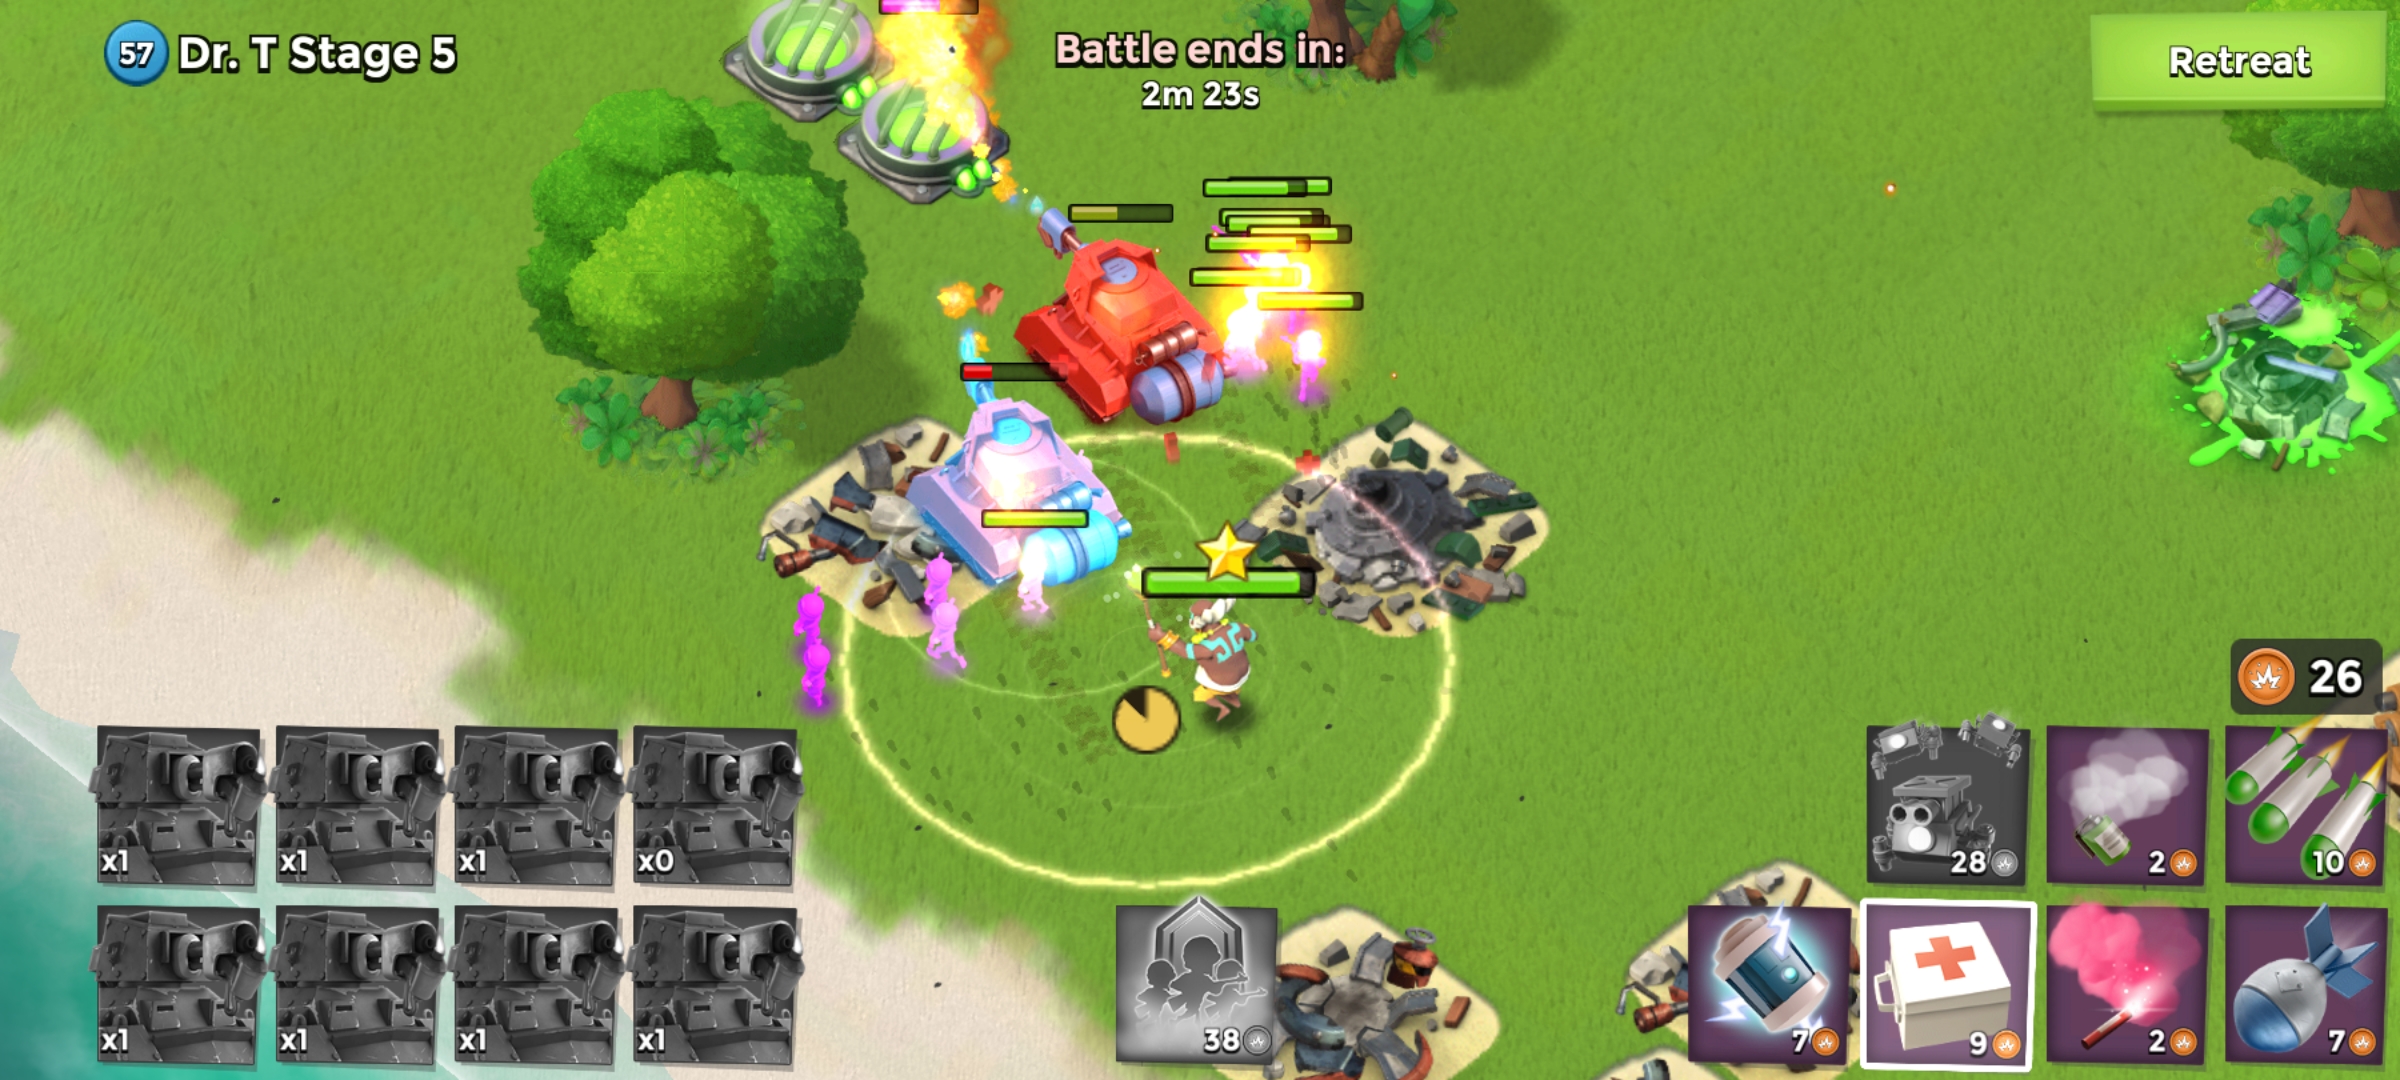 57 Dr. T Stage 5
Battle ends in:
2m 23s
Retreat
26
x1 x1 x1 x0
28 2 10
x1 x1 x1 x1
38 7 9 2 7